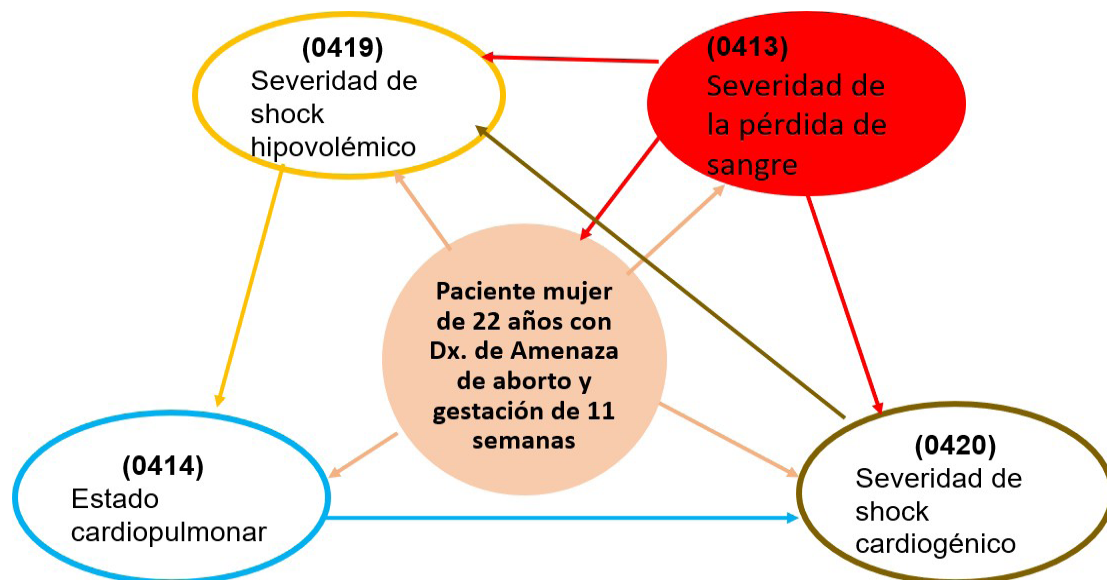 (0419)
Severidad de
shock
hipovolémico
(0413)
Severidad de
la pérdida de
sangre
Paciente mujer
de 22 años con
Dx. de Amenaza
de aborto y
gestación de 11
semanas
(0414)
Estado
cardiopulmonar
(0420)
Severidad de
shock
cardiogénico